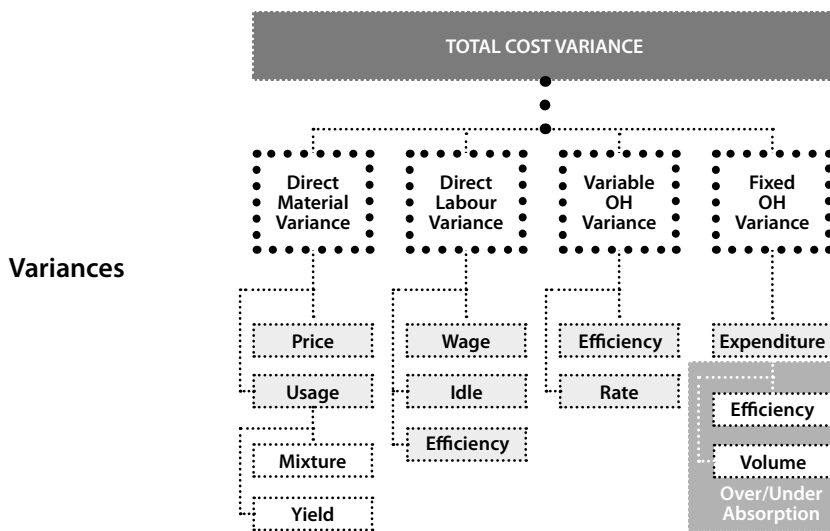 TOTAL COST VARIANCE
Direct
Material
Variance
Direct
Labour
Variance
Variable
OH
Variance
Fixed
OH
Variance
Variances
Price
Wage
Efficiency
Expenditure
Usage
Idle
Rate
Efficiency
Mixture
Efficiency
Volume
Yield
Over/Under
Absorption